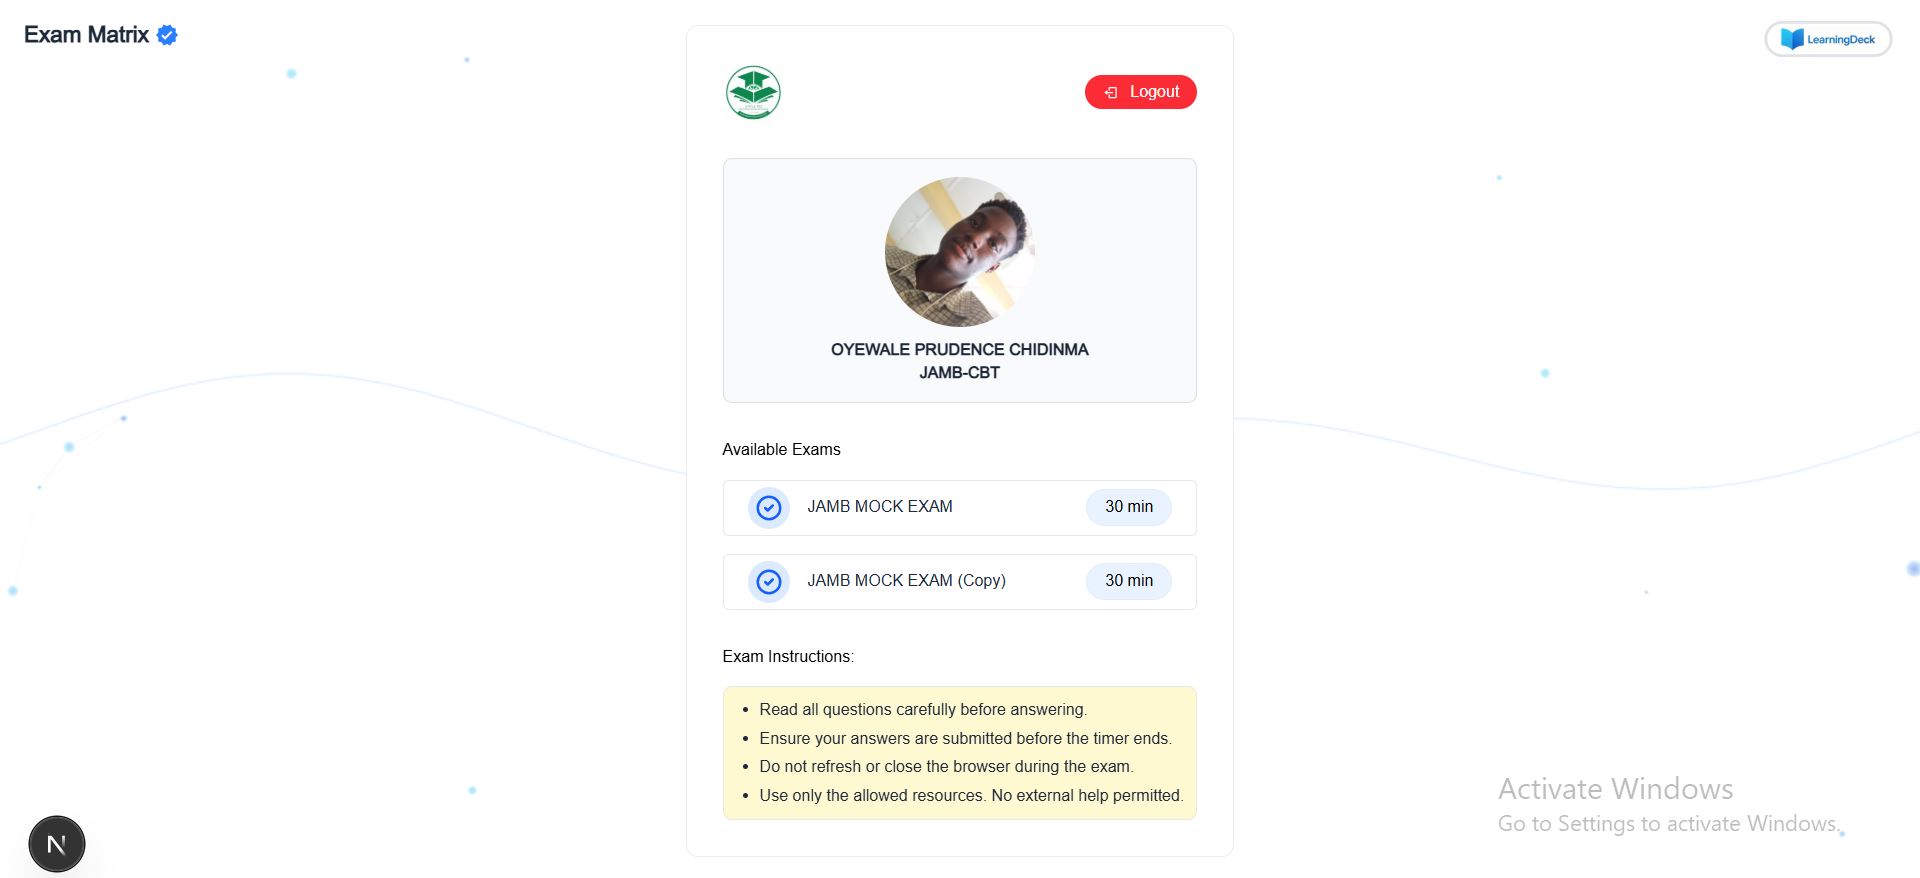 Exam Matrix
LearningDeck
Logout
OYEWALE PRUDENCE CHIDINMA
JAMB-CBT
Available Exams
JAMB MOCK EXAM
30 min
JAMB MOCK EXAM (Copy)
30 min
Exam Instructions:
• Read all questions carefully before answering.
• Ensure your answers are submitted before the timer ends.
• Do not refresh or close the browser during the exam.
• Use only the allowed resources. No external help permitted.
Activate Windows
Go to Settings to activate Windows.
N